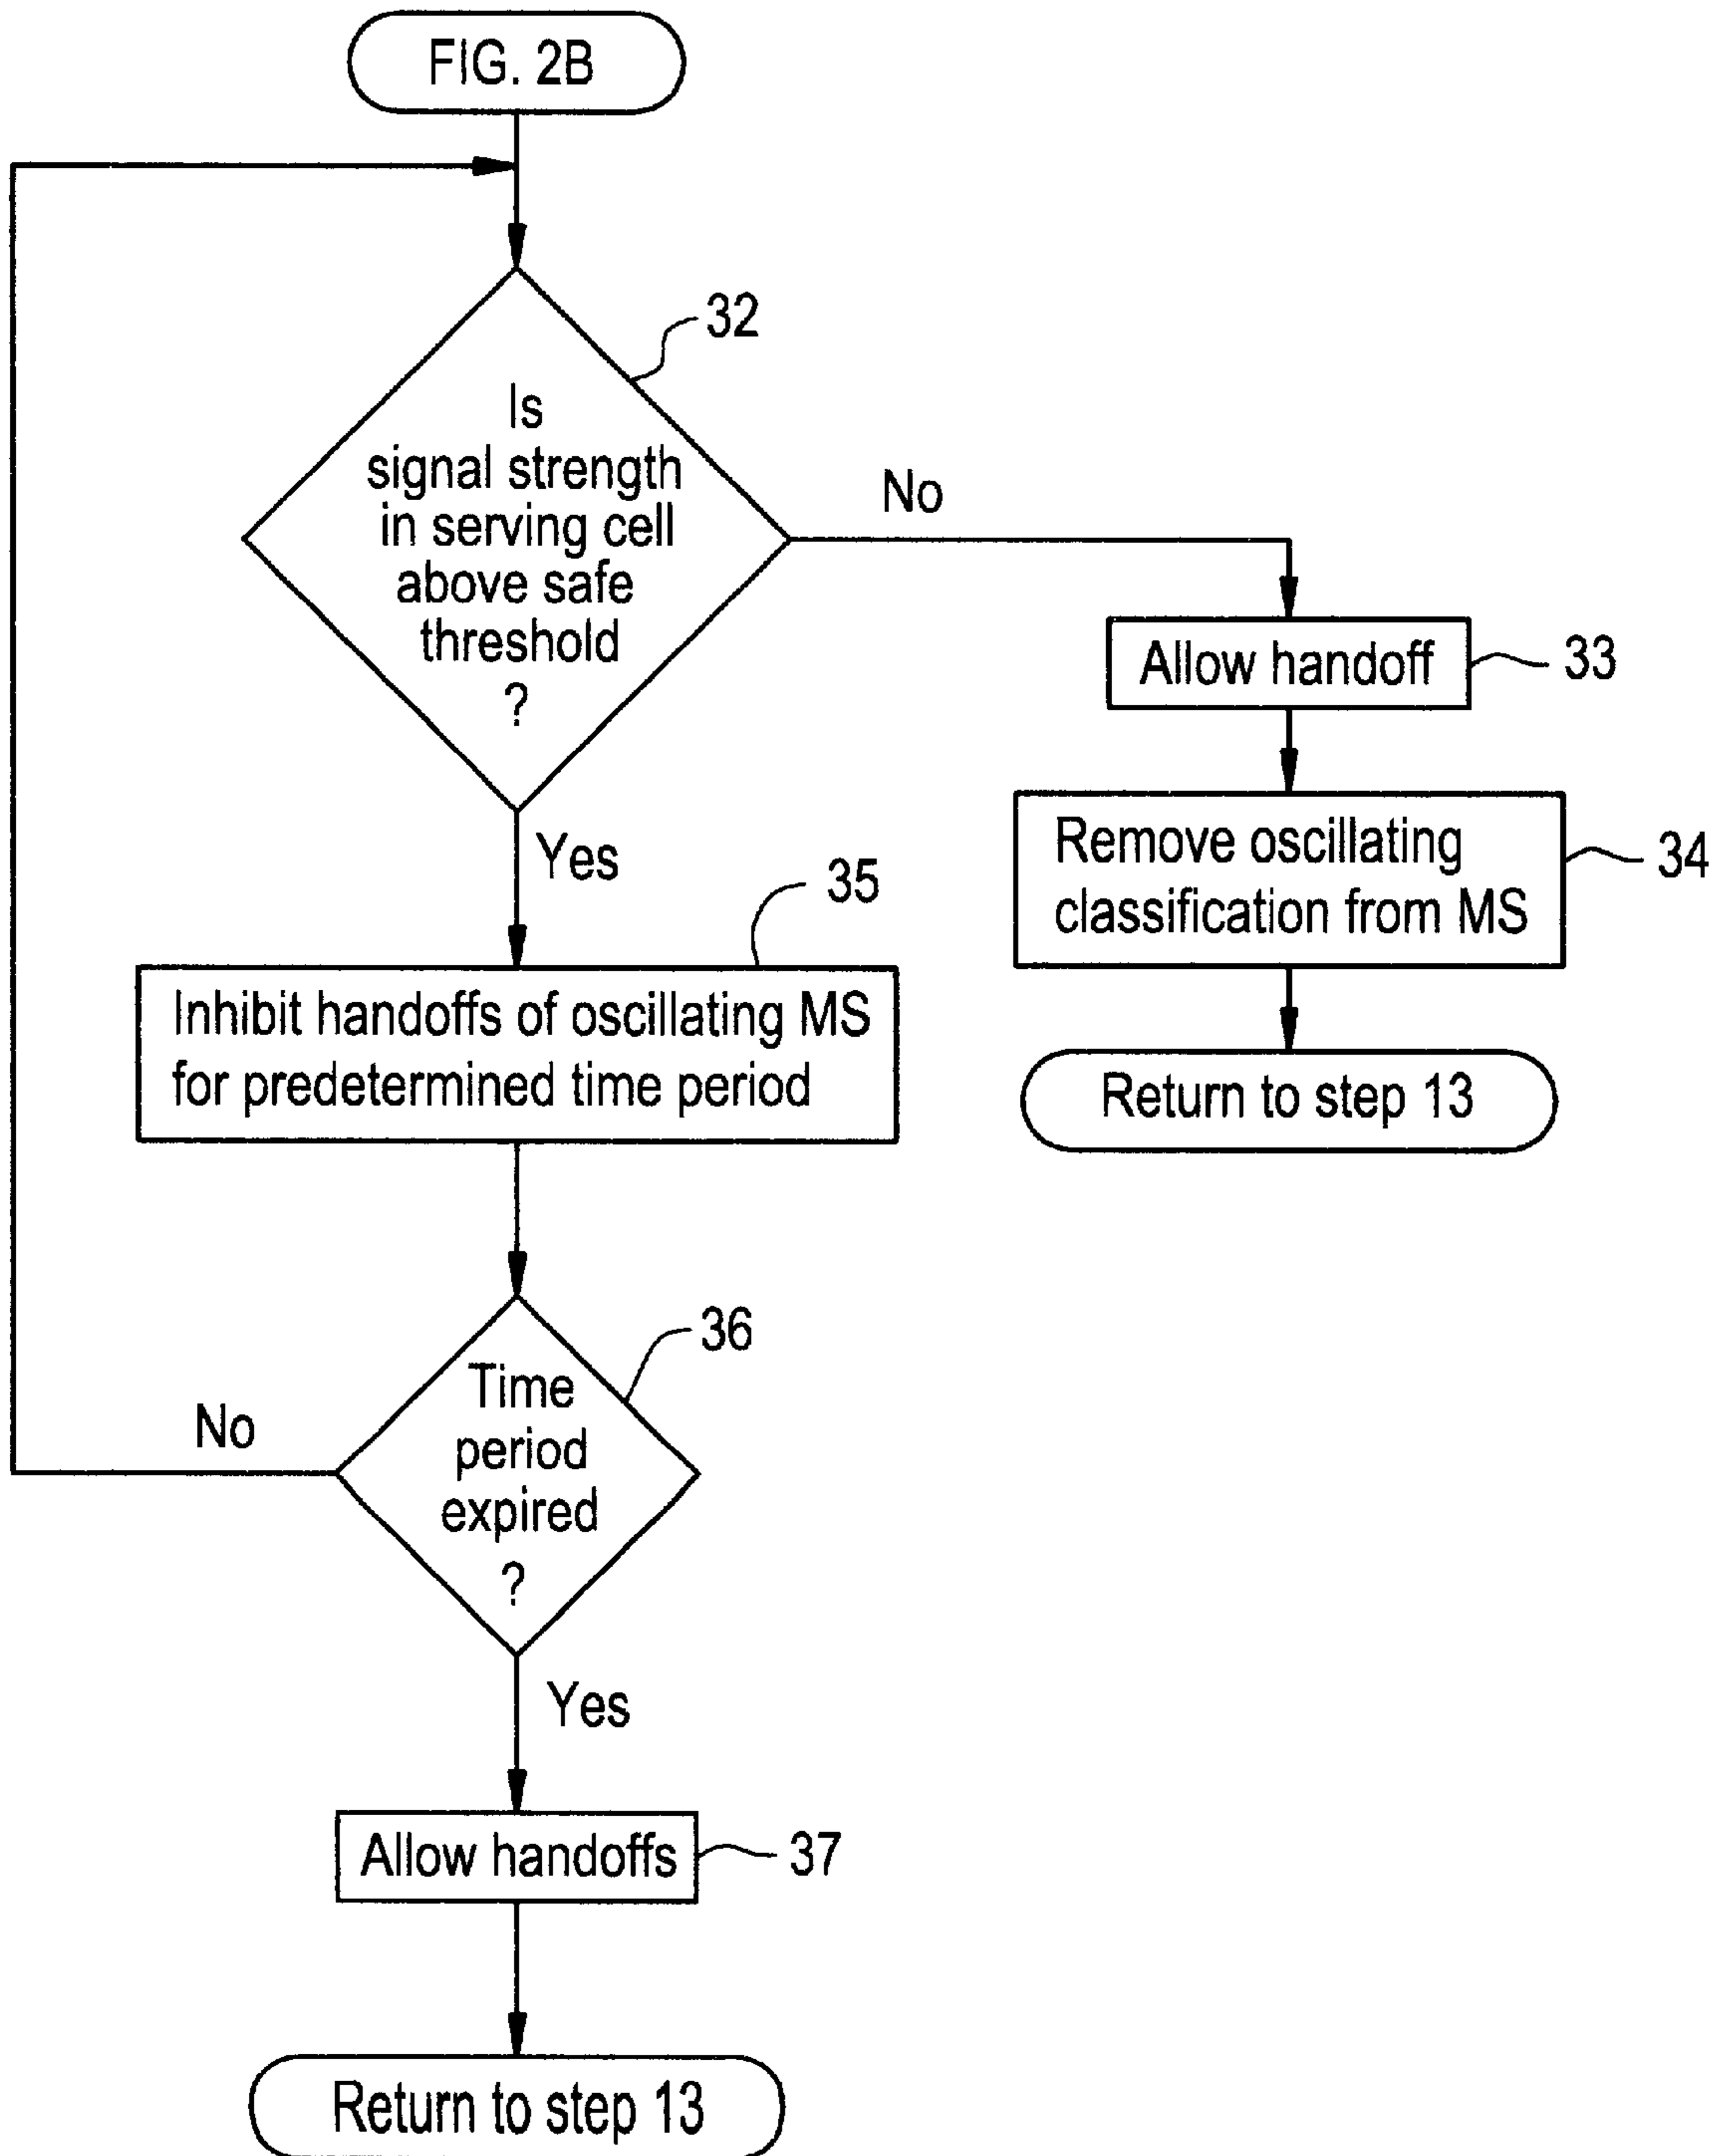 FIG. 2B
32
Is
signal strength
in serving cell
above safe
threshold
?
No
Allow handoff
33
Remove oscillating
classification from MS
34
Return to step 13
Yes
35
Inhibit handoffs of oscillating MS
for predetermined time period
36
Time
period
expired
?
No
Yes
Allow handoffs
37
Return to step 13